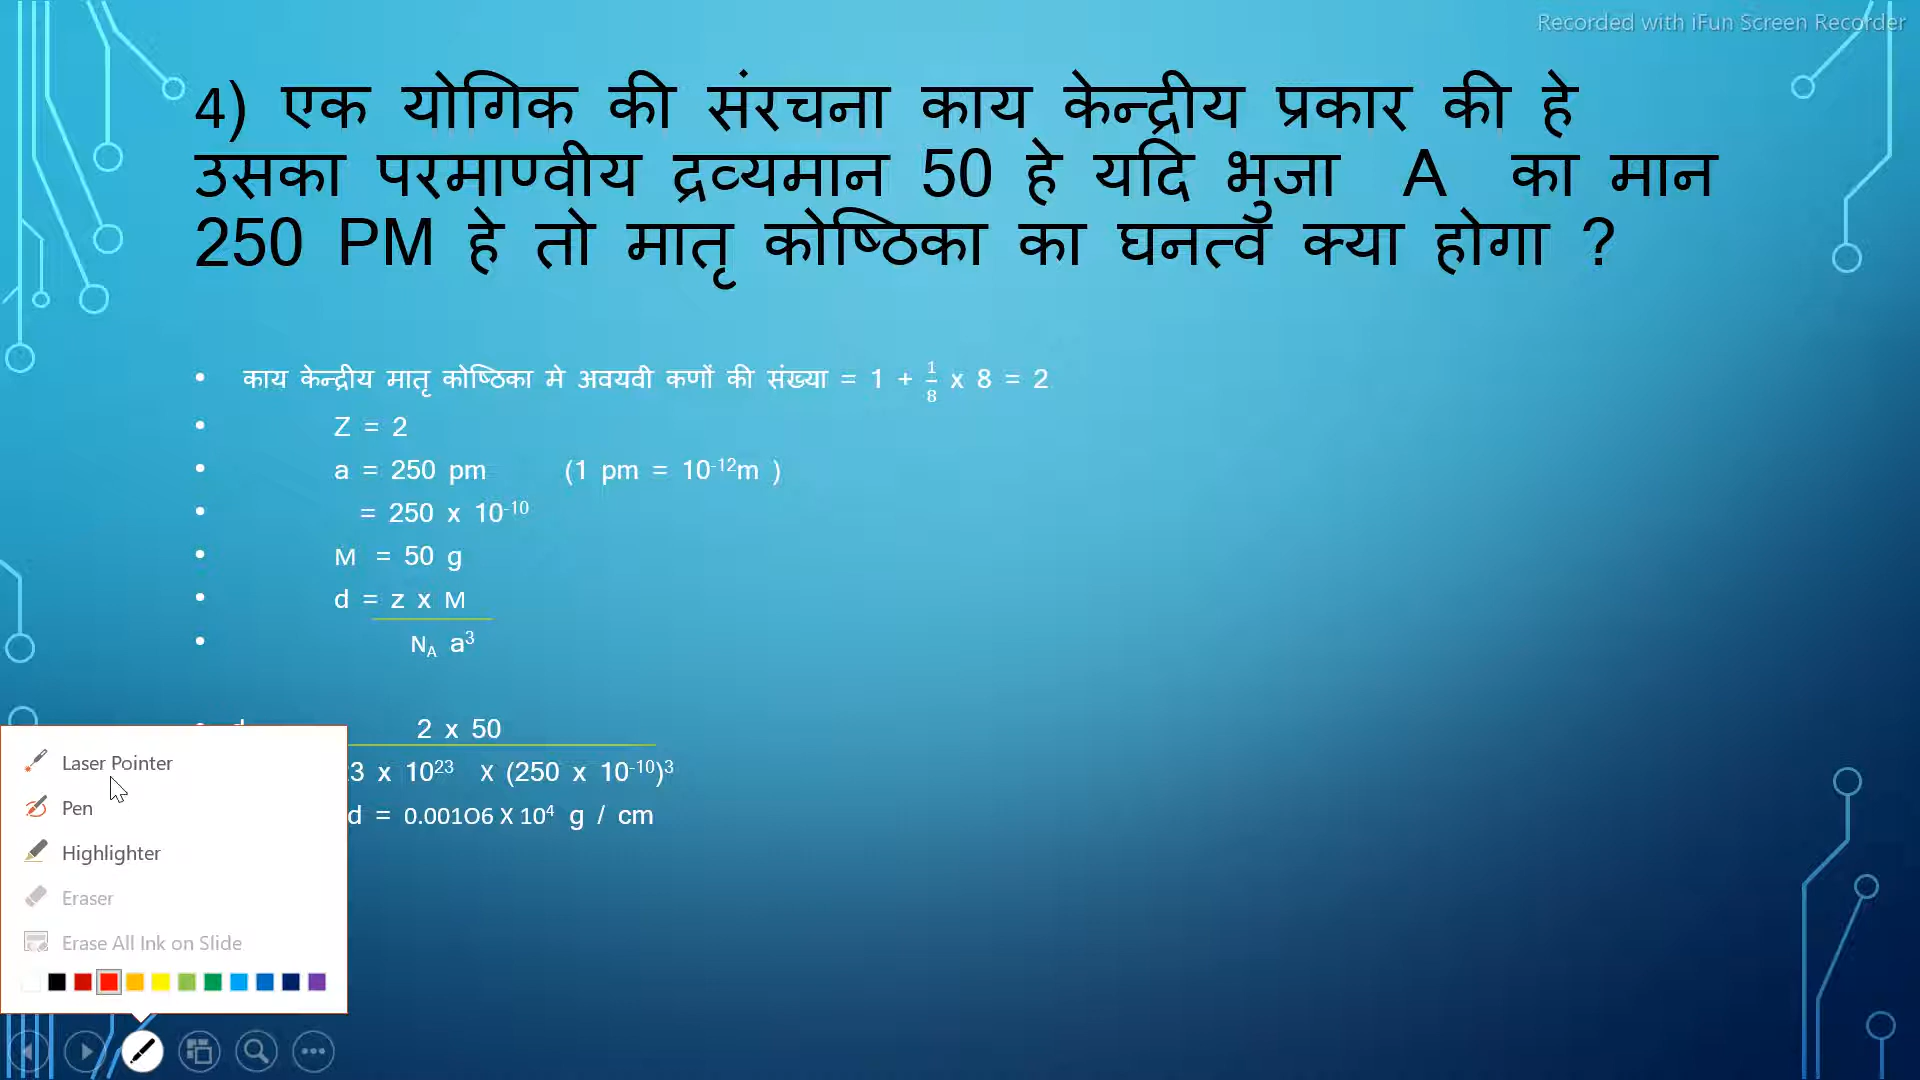 Recorded with iFun Screen Recorder
4) एक योगिक की संरचना काय केन्द्रीय प्रकार की हे
उसका परमाण्वीय द्रव्यमान 50 हे यदि भुजा A का मान
250 PM हे तो मातृ कोष्ठिका का घनत्व क्या होगा ?
• काय केन्द्रीय मातृ कोष्ठिका मे अवयवी कणों की संख्या = 1 + 1/8 x 8 = 2
• Z = 2
• a = 250 pm (1 pm = 10⁻¹²m )
• = 250 x 10⁻¹⁰
• M = 50 g
• d = z x M
• N_A a³
2 x 50
3 x 10²³ X (250 x 10⁻¹⁰)³
d = 0.001O6 X 10⁴ g / cm
Laser Pointer
Pen
Highlighter
Eraser
Erase All Ink on Slide